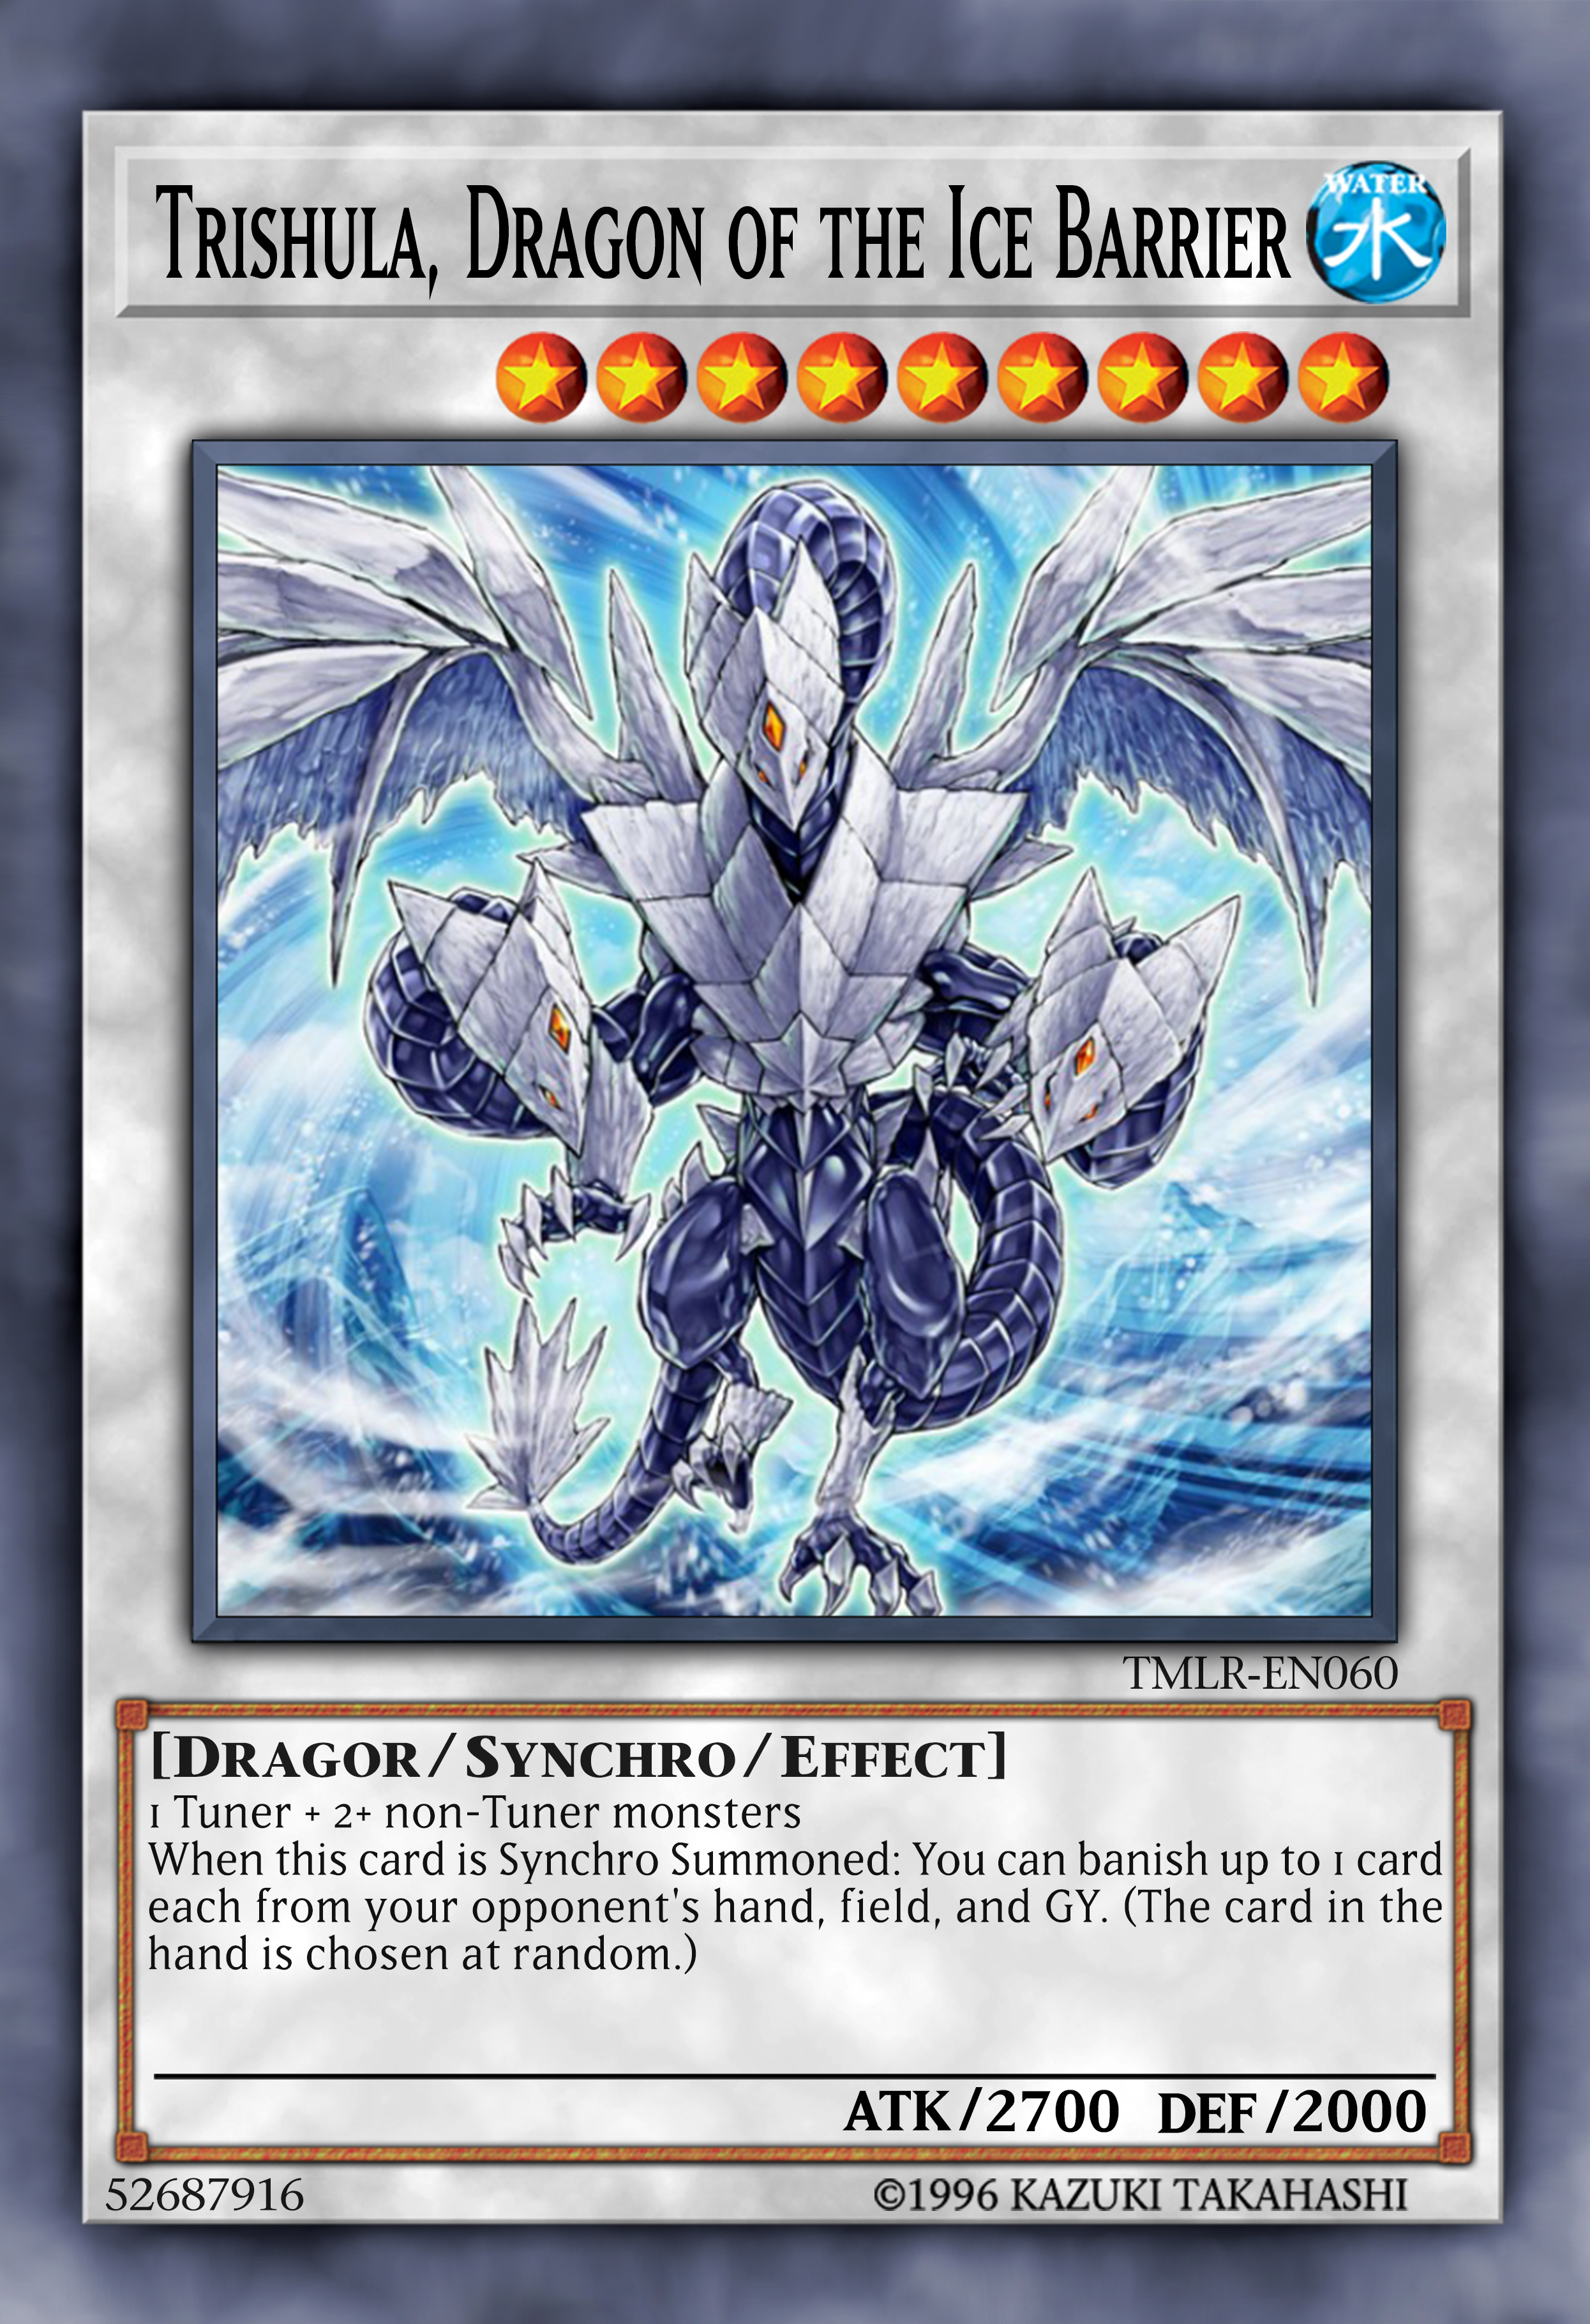 Trishula, Dragon of the Ice Barrier
WATER
水
TMLR-EN060
[Dragor/Synchro/Effect]
1 Tuner + 2+ non-Tuner monsters
When this card is Synchro Summoned: You can banish up to 1 card
each from your opponent's hand, field, and GY. (The card in the
hand is chosen at random.)
ATK/2700 DEF/2000
52687916
©1996 KAZUKI TAKAHASHI